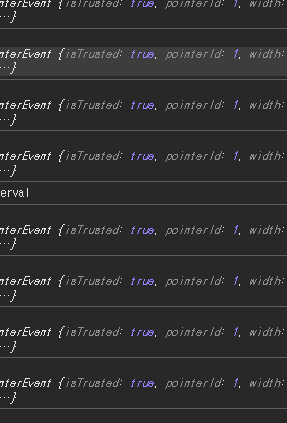 nterEvent {isTrusted: true, pointerId: 1, width:
…}
nterEvent {isTrusted: true, pointerId: 1, width:
…}
nterEvent {isTrusted: true, pointerId: 1, width:
…}
nterEvent {isTrusted: true, pointerId: 1, width:
…}
erval
nterEvent {isTrusted: true, pointerId: 1, width:
…}
nterEvent {isTrusted: true, pointerId: 1, width:
…}
nterEvent {isTrusted: true, pointerId: 1, width:
…}
nterEvent {isTrusted: true, pointerId: 1, width:
…}